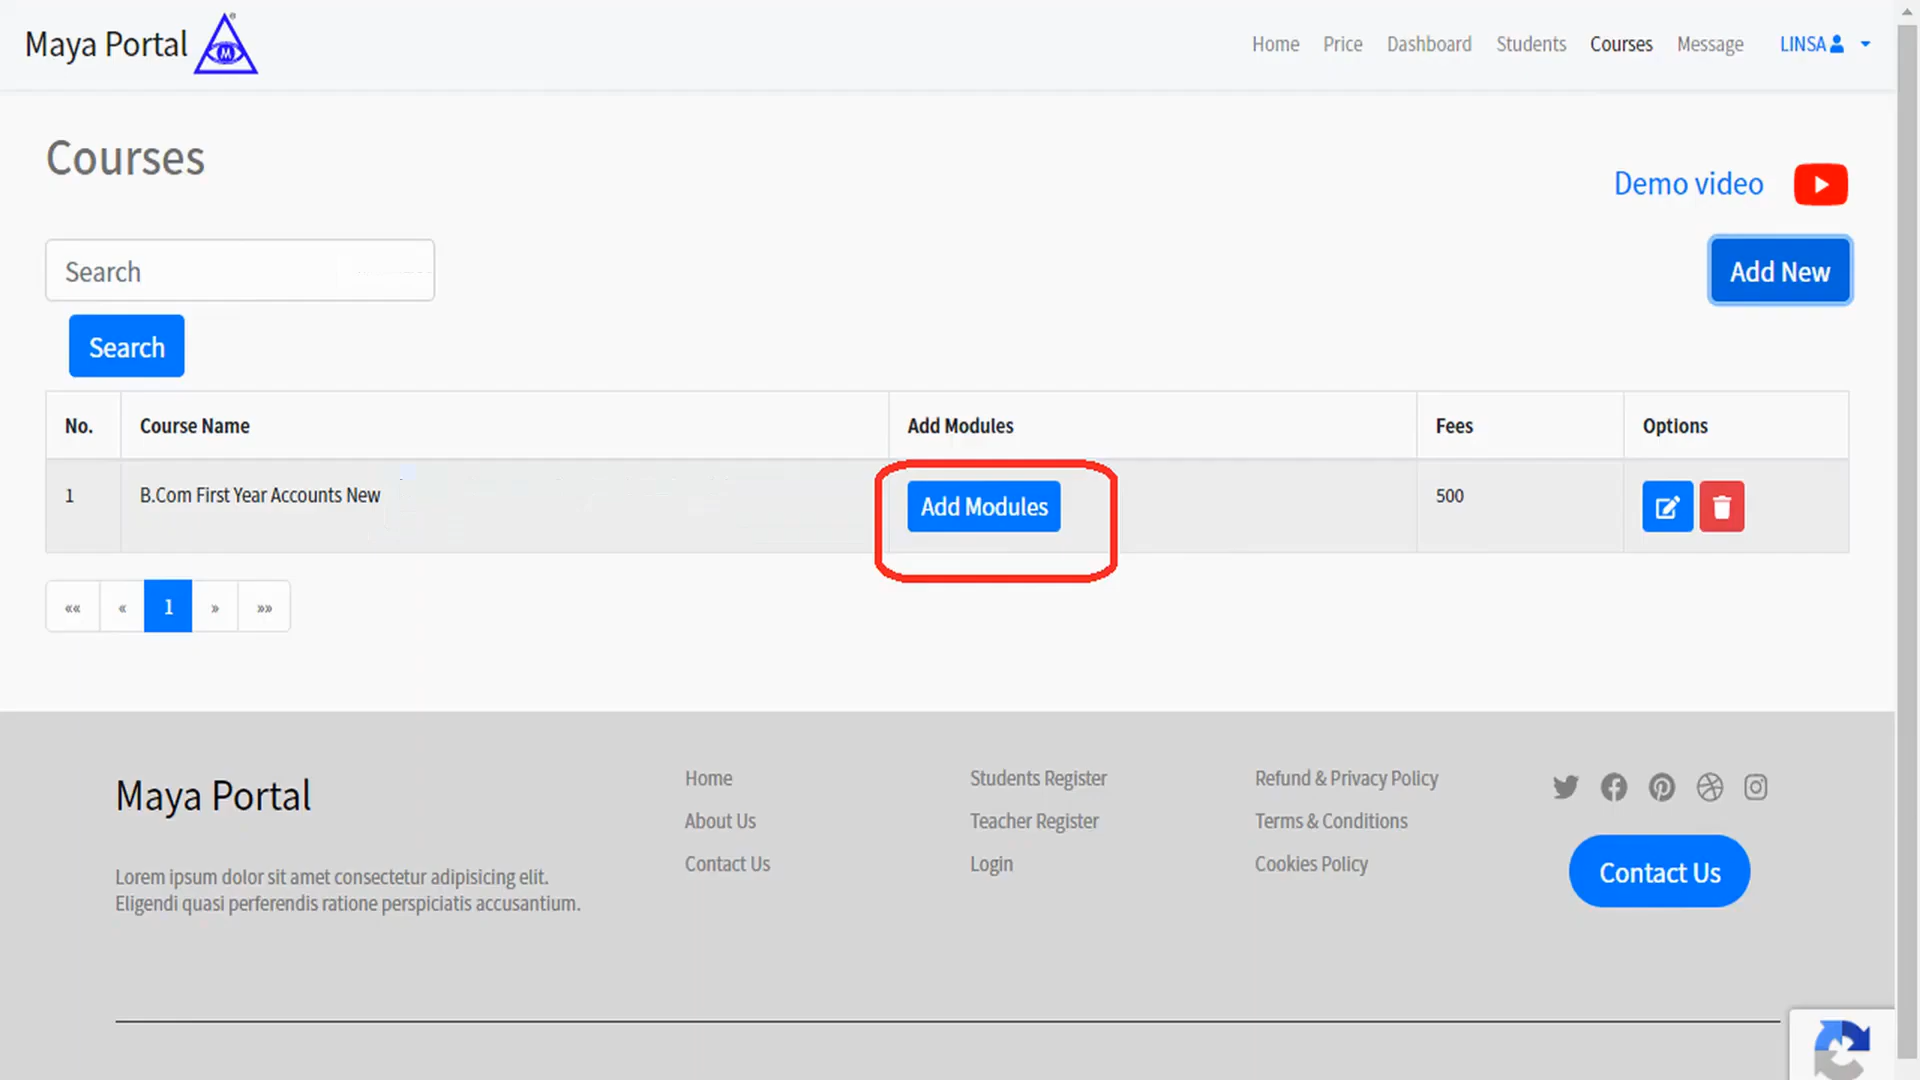 Maya Portal
M
Home Price Dashboard Students Courses Message LINSA
Courses
Demo video
Search
Add New
Search
No. Course Name Add Modules Fees Options
1 B.Com First Year Accounts New Add Modules 500
«« « 1 » »»
Maya Portal
Home Students Register Refund & Privacy Policy
About Us Teacher Register Terms & Conditions
Contact Us Login Cookies Policy
Contact Us
Lorem ipsum dolor sit amet consectetur adipisicing elit.
Eligendi quasi perferendis ratione perspiciatis accusantium.